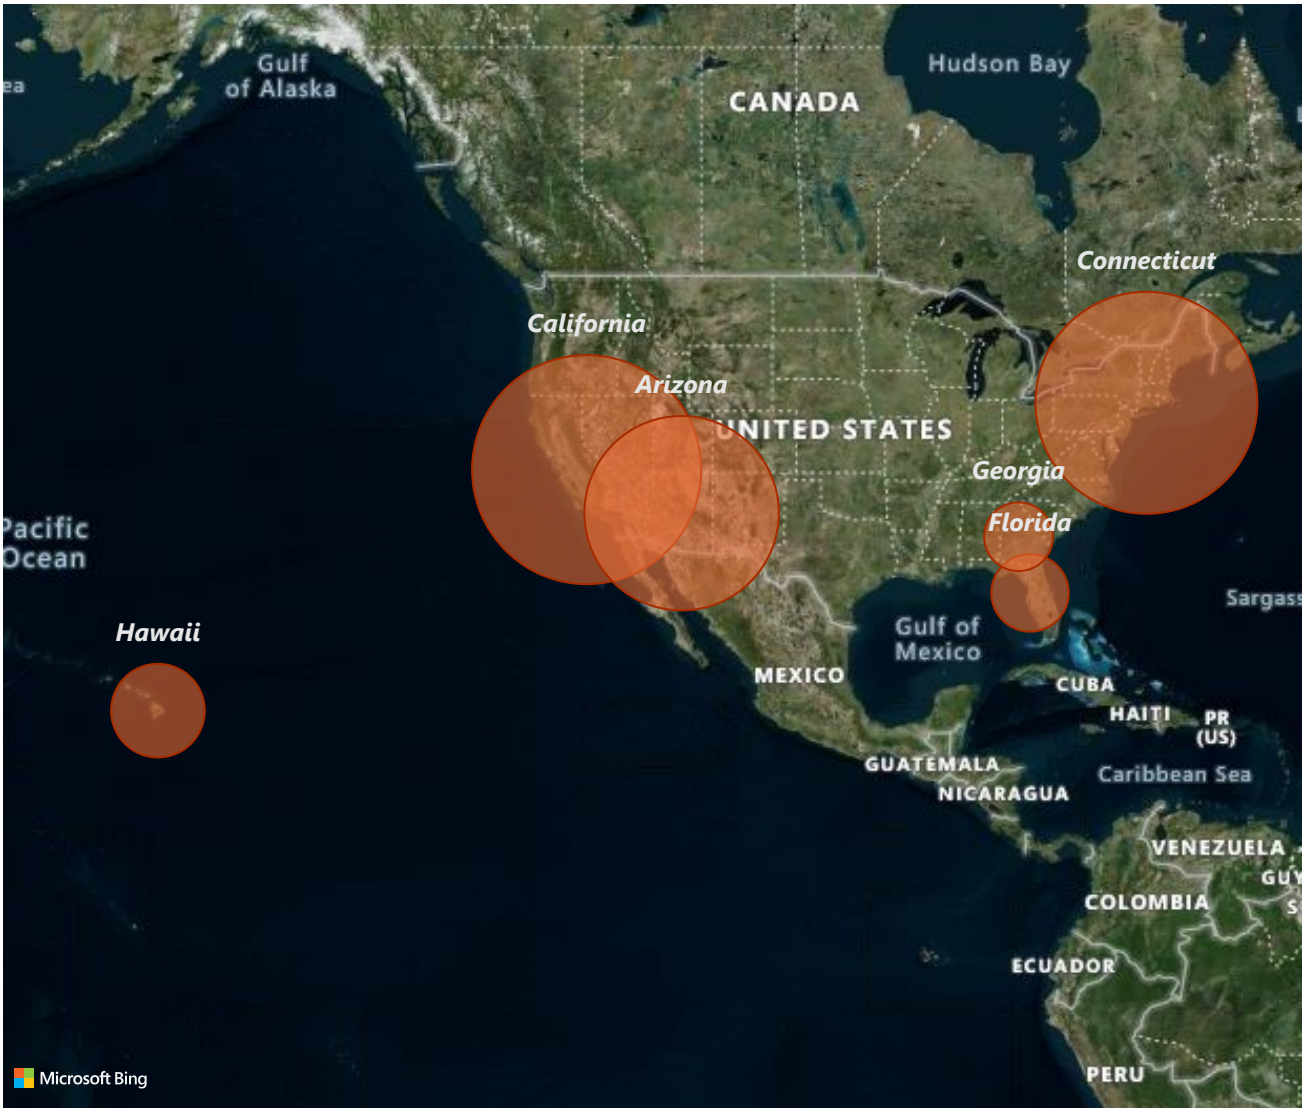 Gulf
of Alaska
ea
Hudson Bay
CANADA
Connecticut
California
Arizona
UNITED STATES
Georgia
Florida
Pacific
Ocean
Sargass
Hawaii
Gulf of
Mexico
MEXICO
CUBA
HAITI
PR
(US)
GUATEMALA
Caribbean Sea
NICARAGUA
VENEZUELA
GUY
COLOMBIA
S
ECUADOR
PERU
Microsoft Bing